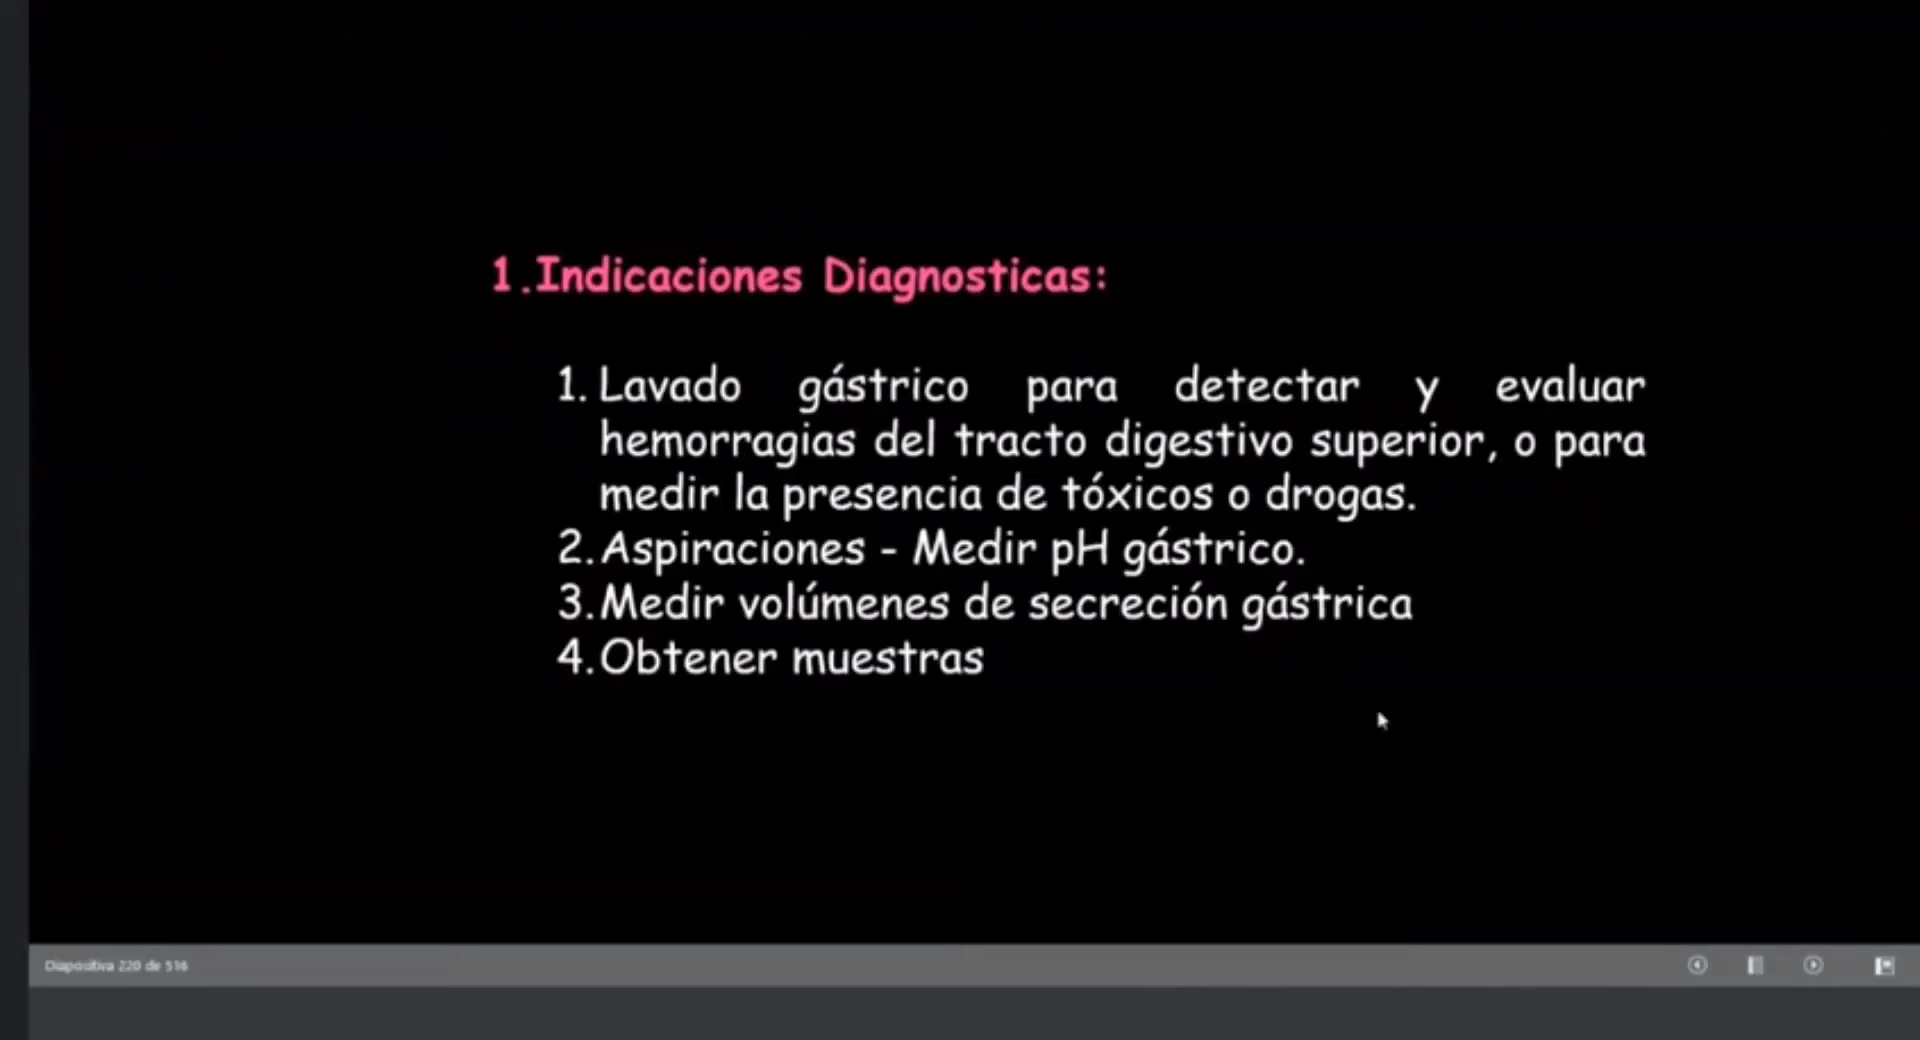 1.Indicaciones Diagnosticas:
1. Lavado gástrico para detectar y evaluar
hemorragias del tracto digestivo superior, o para
medir la presencia de tóxicos o drogas.
2. Aspiraciones - Medir pH gástrico.
3. Medir volúmenes de secreción gástrica
4. Obtener muestras
Diapositiva 220 de 516